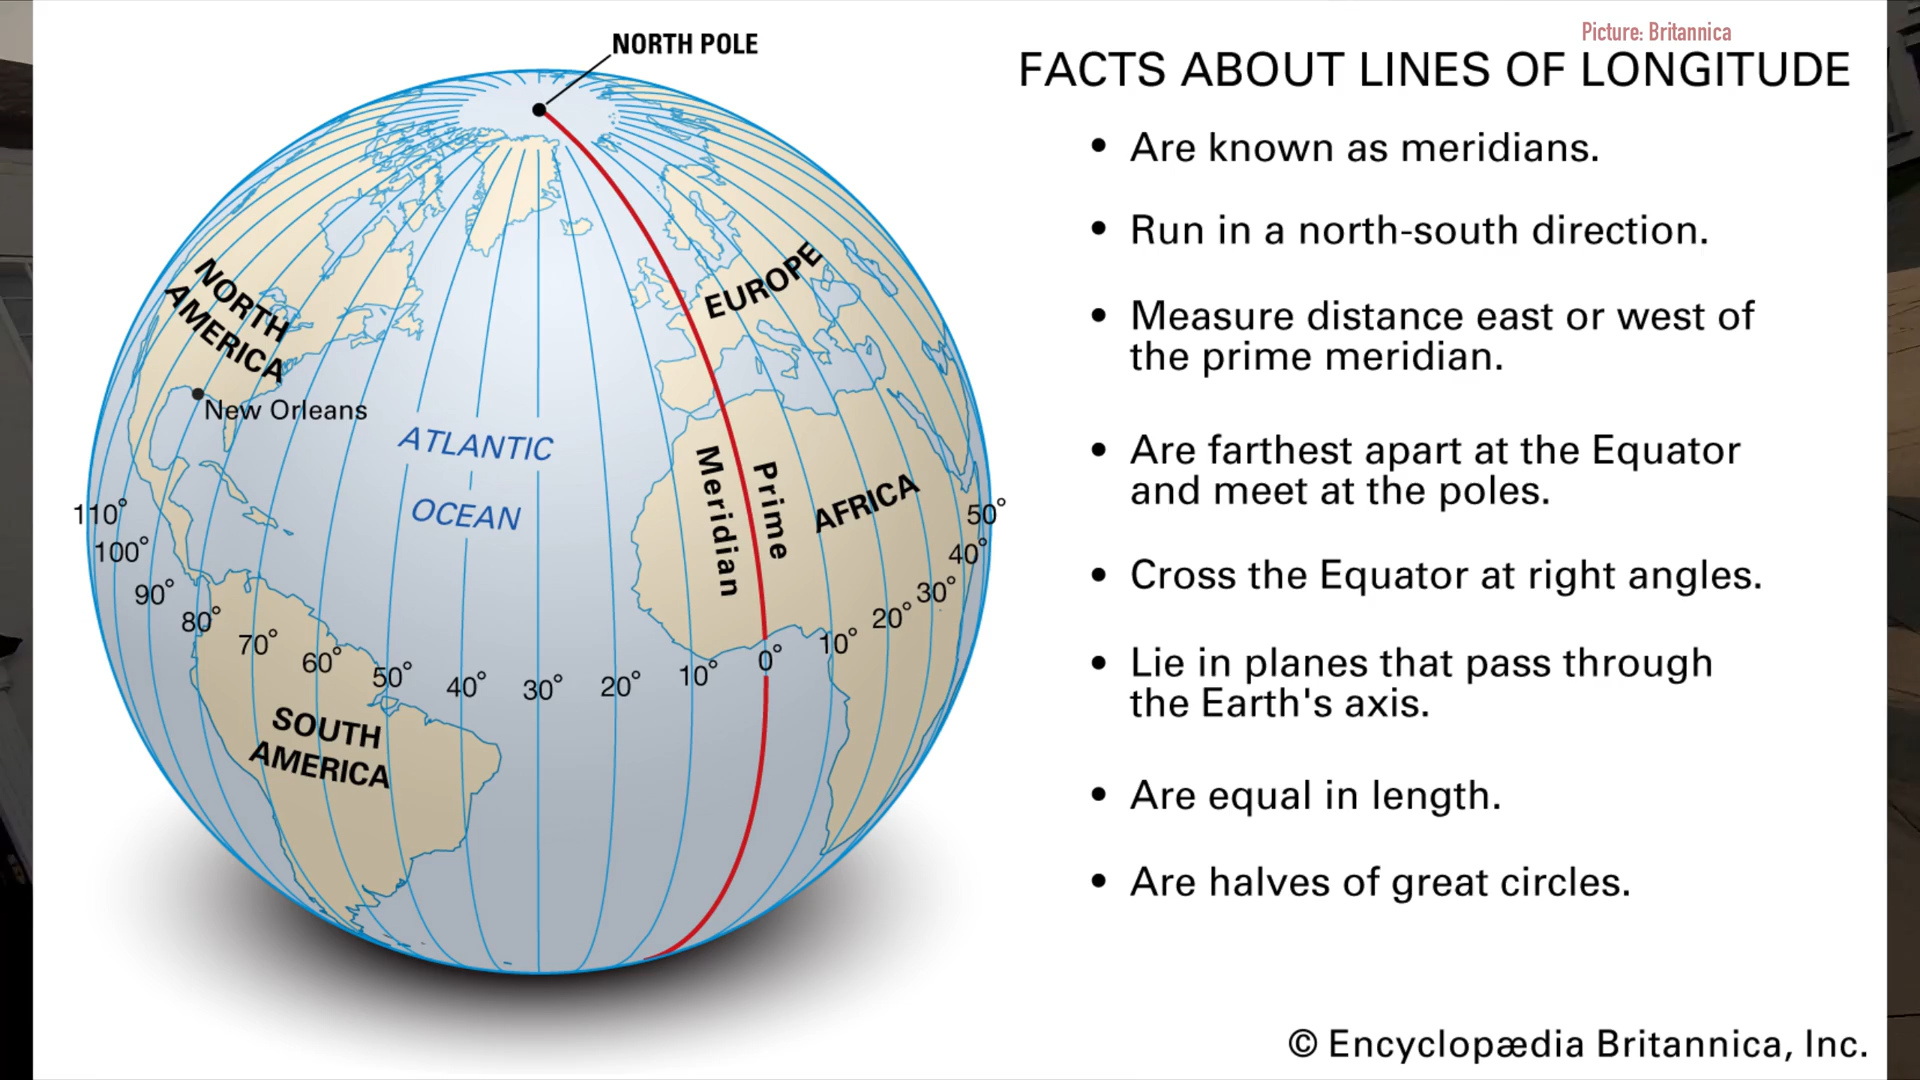 Picture: Britannica
NORTH POLE
FACTS ABOUT LINES OF LONGITUDE
• Are known as meridians.
• Run in a north-south direction.
• Measure distance east or west of
the prime meridian.
• Are farthest apart at the Equator
and meet at the poles.
• Cross the Equator at right angles.
• Lie in planes that pass through
the Earth's axis.
• Are equal in length.
• Are halves of great circles.
NORTH
AMERICA
New Orleans
EUROPE
ATLANTIC
OCEAN
Prime
Meridian
AFRICA
110°
100°
90°
80°
70°
60°
50°
40°
30°
20°
10°
0°
10°
20°
30°
40°
50°
SOUTH
AMERICA
© Encyclopædia Britannica, Inc.